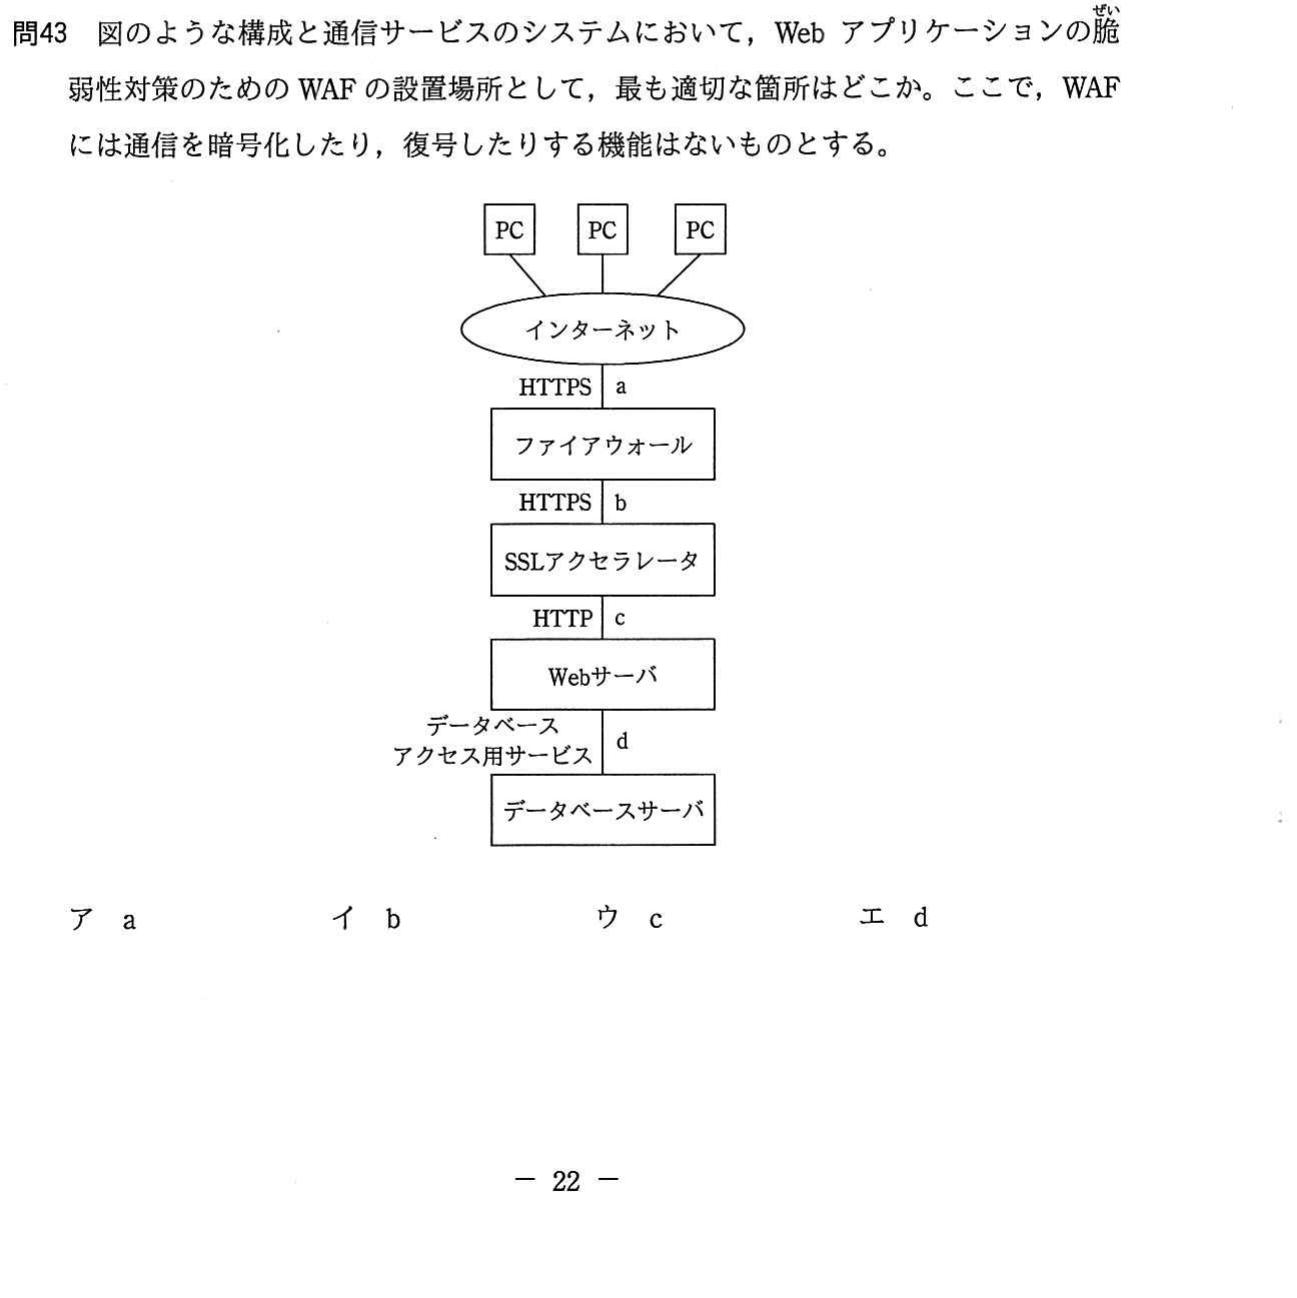 ぜい
問43 図のような構成と通信サービスのシステムにおいて，Web アプリケーションの脆
弱性対策のための WAF の設置場所として，最も適切な箇所はどこか。ここで，WAF
には通信を暗号化したり，復号したりする機能はないものとする。
PC PC PC
インターネット
HTTPS a
ファイアウォール
HTTPS b
SSLアクセラレータ
HTTP c
Webサーバ
データベース
アクセス用サービス d
データベースサーバ
ア a イ b ウ c エ d
－ 22 －